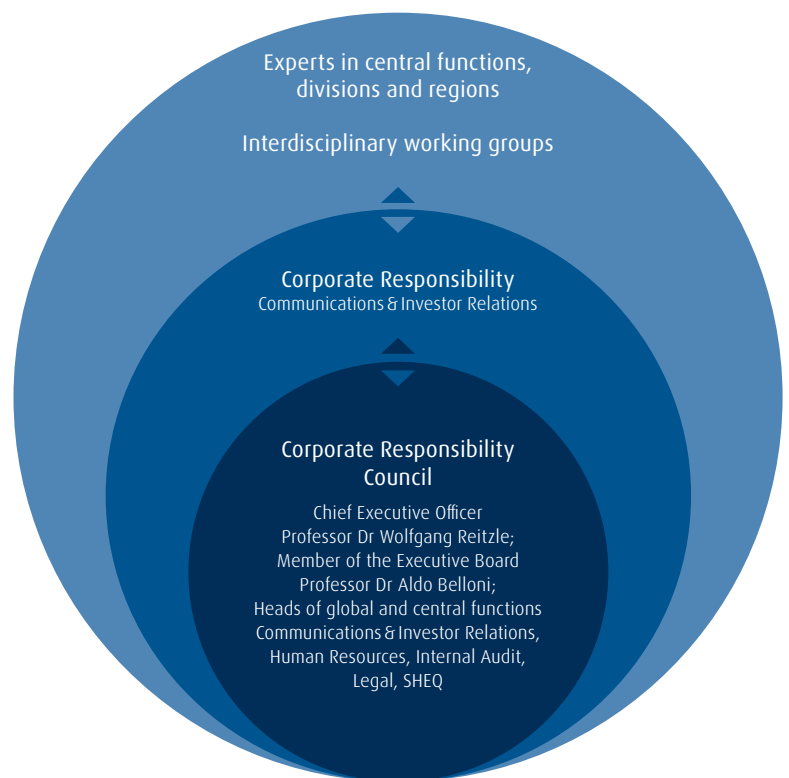 Experts in central functions,
divisions and regions
Interdisciplinary working groups
Corporate Responsibility
Communications & Investor Relations
Corporate Responsibility
Council
Chief Executive Officer
Professor Dr Wolfgang Reitzle;
Member of the Executive Board
Professor Dr Aldo Belloni;
Heads of global and central functions
Communications & Investor Relations,
Human Resources, Internal Audit,
Legal, SHEQ